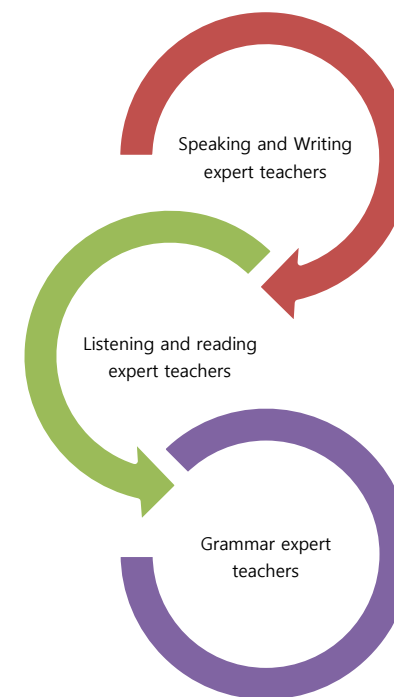 Speaking and Writing
expert teachers
Listening and reading
expert teachers
Grammar expert
teachers